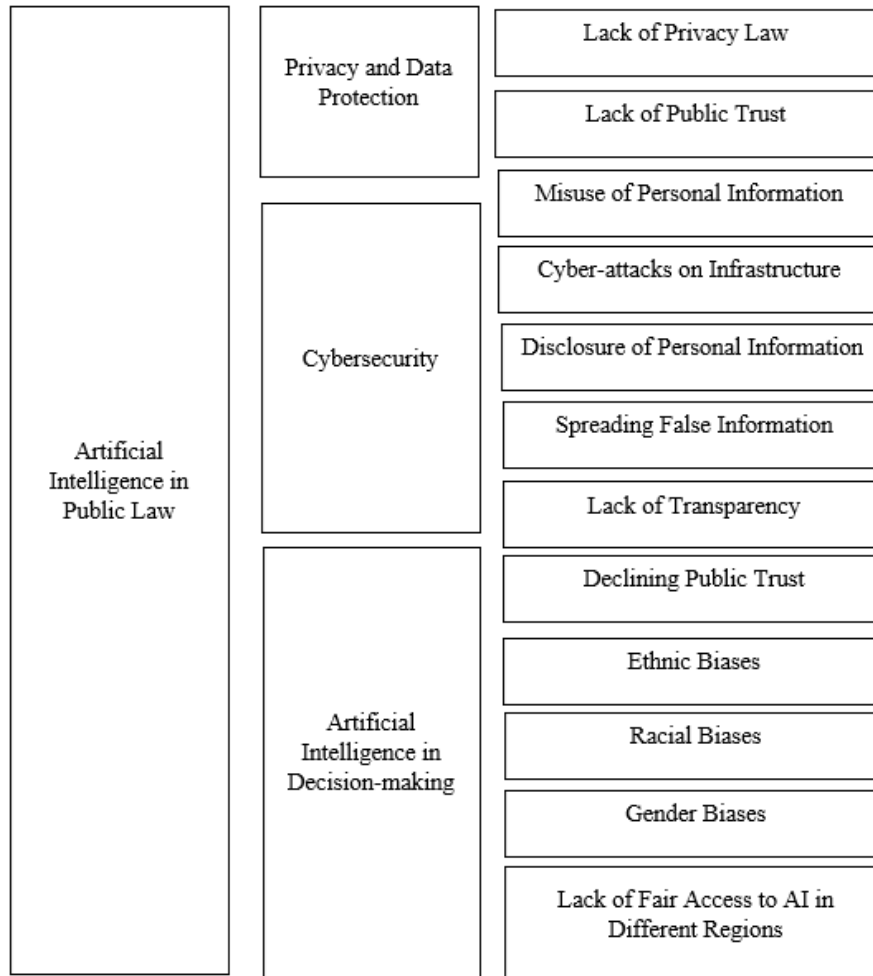 Artificial
Intelligence in
Public Law
Privacy and Data
Protection
Lack of Privacy Law
Lack of Public Trust
Cybersecurity
Misuse of Personal Information
Cyber-attacks on Infrastructure
Disclosure of Personal Information
Spreading False Information
Lack of Transparency
Artificial
Intelligence in
Decision-making
Declining Public Trust
Ethnic Biases
Racial Biases
Gender Biases
Lack of Fair Access to AI in
Different Regions